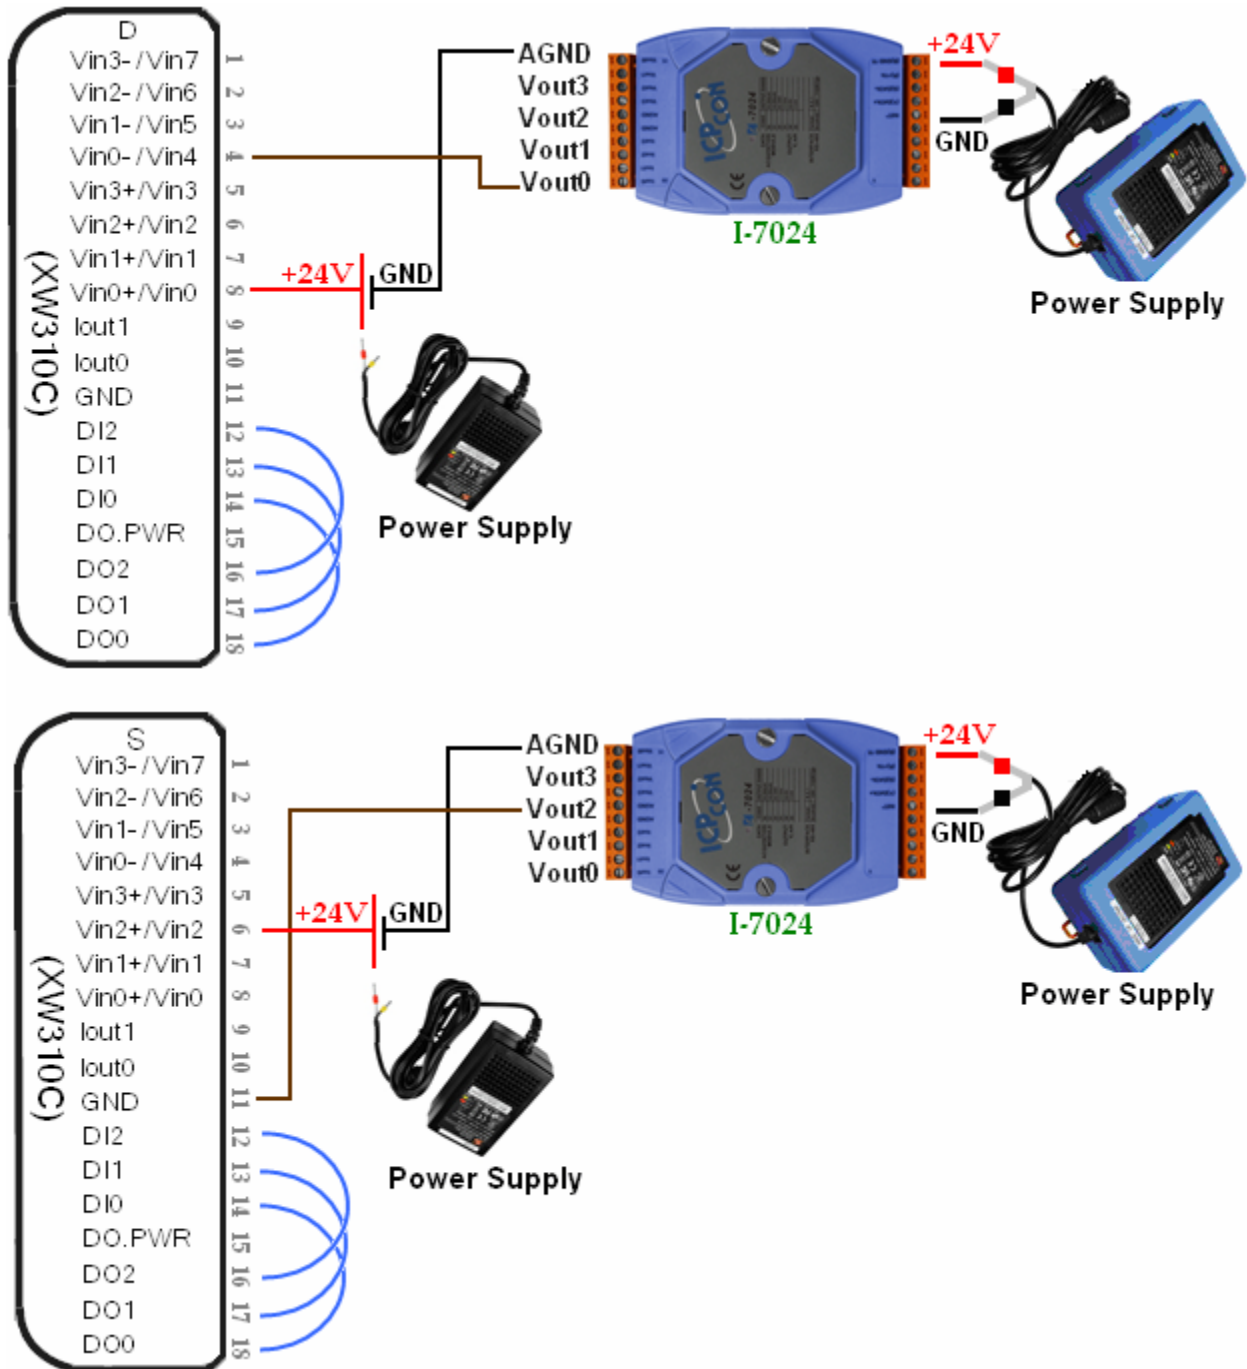 D
Vin3- /Vin7 1
Vin2- /Vin6 2
Vin1- /Vin5 3
Vin0- /Vin4 4
Vin3+/Vin3 5
Vin2+/Vin2 6
Vin1+/Vin1 7
Vin0+/Vin0 8
Iout1 9
Iout0 10
GND 11
DI2 12
DI1 13
DI0 14
DO.PWR 15
DO2 16
DO1 17
DO0 18
(XW310C)
+24V
GND
Power Supply
AGND
Vout3
Vout2
Vout1
Vout0
ICP CON
I-7024
+24V
GND
Power Supply
S
Vin3- /Vin7 1
Vin2- /Vin6 2
Vin1- /Vin5 3
Vin0- /Vin4 4
Vin3+/Vin3 5
Vin2+/Vin2 6
Vin1+/Vin1 7
Vin0+/Vin0 8
Iout1 9
Iout0 10
GND 11
DI2 12
DI1 13
DI0 14
DO.PWR 15
DO2 16
DO1 17
DO0 18
(XW310C)
+24V
GND
Power Supply
AGND
Vout3
Vout2
Vout1
Vout0
ICP CON
I-7024
+24V
GND
Power Supply